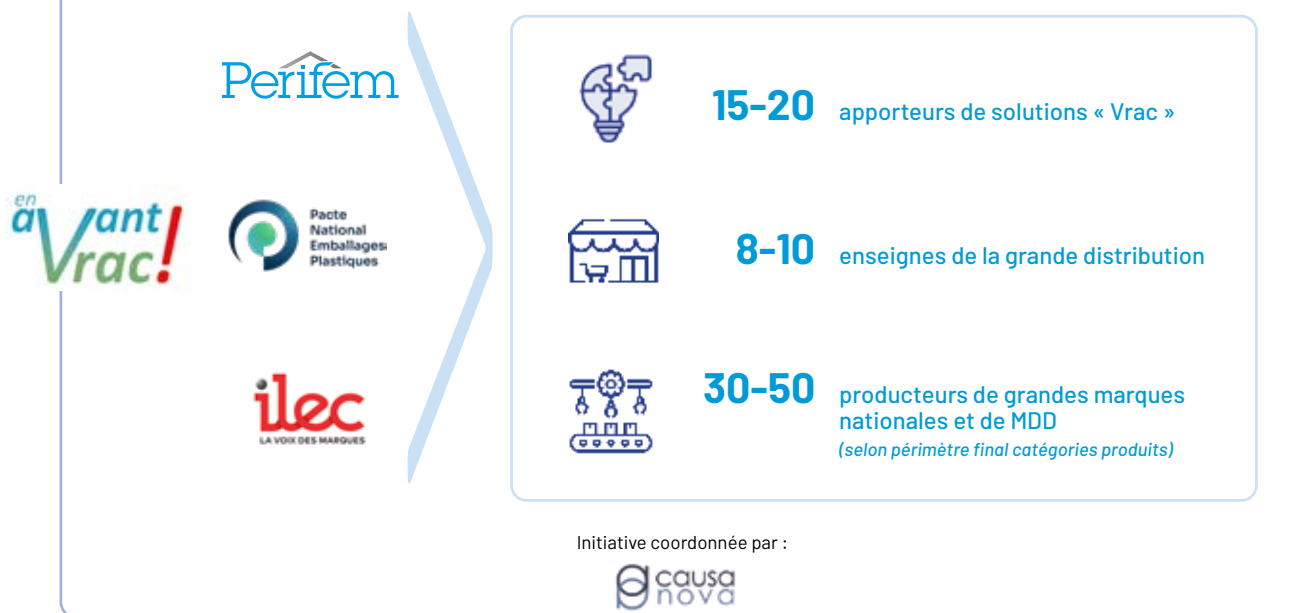 Perifem
15-20 apporteurs de solutions « Vrac »
en
aVant
Vrac!
Pacte
National
Emballages
Plastiques
8-10 enseignes de la grande distribution
ilec
LA VOIX DES MARQUES
30-50 producteurs de grandes marques
nationales et de MDD
(selon périmètre final catégories produits)
Initiative coordonnée par :
causa
nova